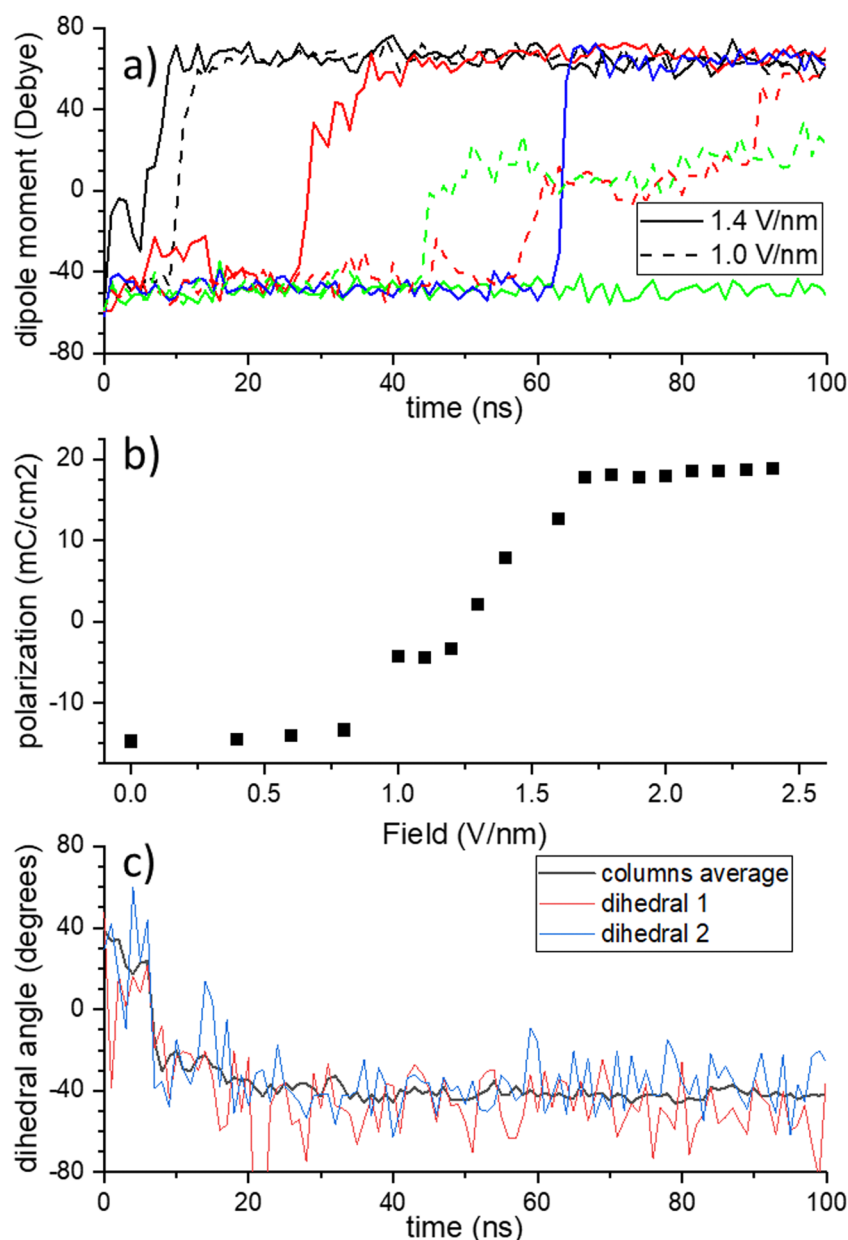 a)
dipole moment (Debye)
80
40
0
-40
-80
1.4 V/nm
1.0 V/nm
0 20 40 60 80 100
time (ns)
b)
polarization (mC/cm2)
20
10
0
-10
0.0 0.5 1.0 1.5 2.0 2.5
Field (V/nm)
c)
dihedral angle (degrees)
80
40
0
-40
-80
columns average
dihedral 1
dihedral 2
0 20 40 60 80 100
time (ns)